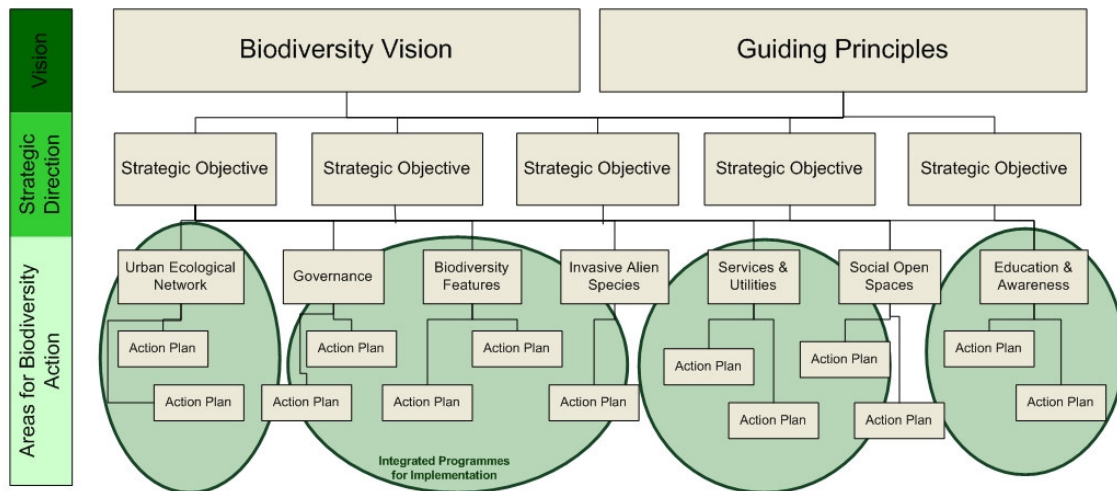 Vision
Biodiversity Vision
Guiding Principles
Strategic
Direction
Strategic Objective
Strategic Objective
Strategic Objective
Strategic Objective
Strategic Objective
Areas for Biodiversity
Action
Urban Ecological
Network
Governance
Biodiversity
Features
Invasive Alien
Species
Services &
Utilities
Social Open
Spaces
Education &
Awareness
Action Plan
Action Plan
Action Plan
Action Plan
Action Plan
Action Plan
Action Plan
Action Plan
Action Plan
Action Plan
Action Plan
Action Plan
Action Plan
Integrated Programmes
for Implementation